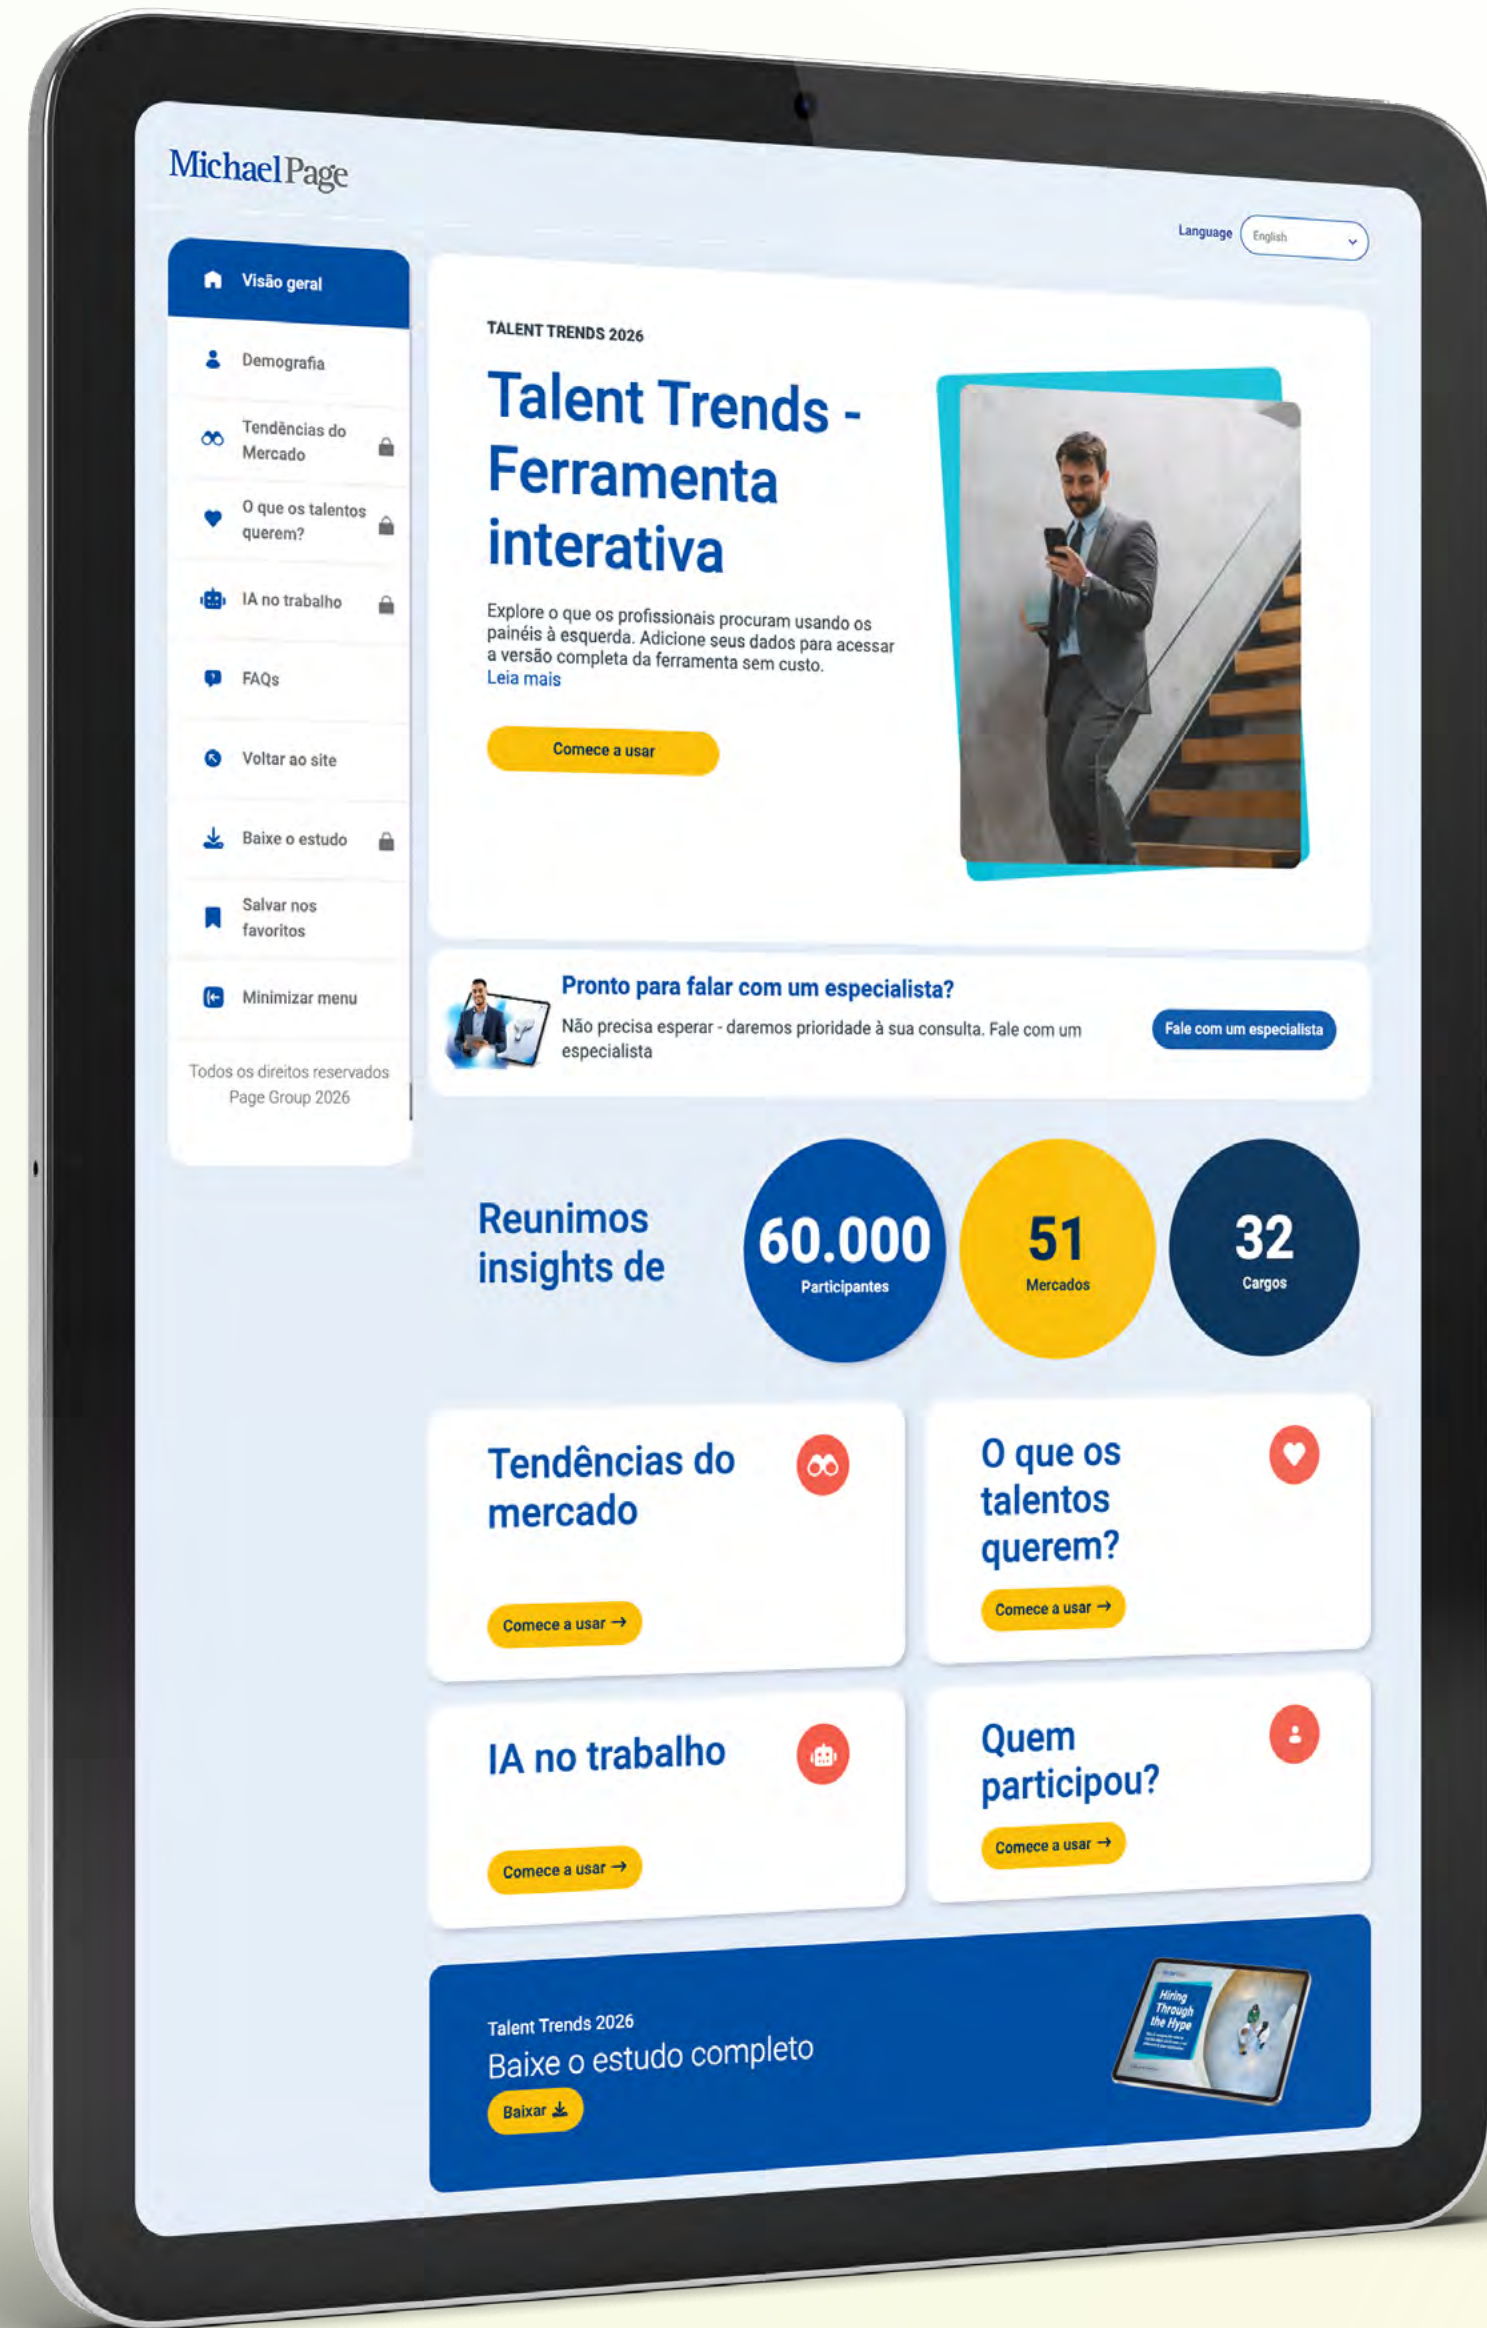 MichaelPage
Language
English
Visão geral
Demografia
Tendências do
Mercado
O que os talentos
querem?
IA no trabalho
FAQs
Voltar ao site
Baixe o estudo
Salvar nos
favoritos
Minimizar menu
Todos os direitos reservados
Page Group 2026
TALENT TRENDS 2026
Talent Trends -
Ferramenta
interativa
Explore o que os profissionais procuram usando os
painéis à esquerda. Adicione seus dados para acessar
a versão completa da ferramenta sem custo.
Leia mais
Comece a usar
Pronto para falar com um especialista?
Não precisa esperar - daremos prioridade à sua consulta. Fale com um
especialista
Fale com um especialista
Reunimos
insights de
60.000
Participantes
51
Mercados
32
Cargos
Tendências do
mercado
Comece a usar →
O que os
talentos
querem?
Comece a usar →
IA no trabalho
Comece a usar →
Quem
participou?
Comece a usar →
Talent Trends 2026
Baixe o estudo completo
Baixar
Hiring
Through
the Hype